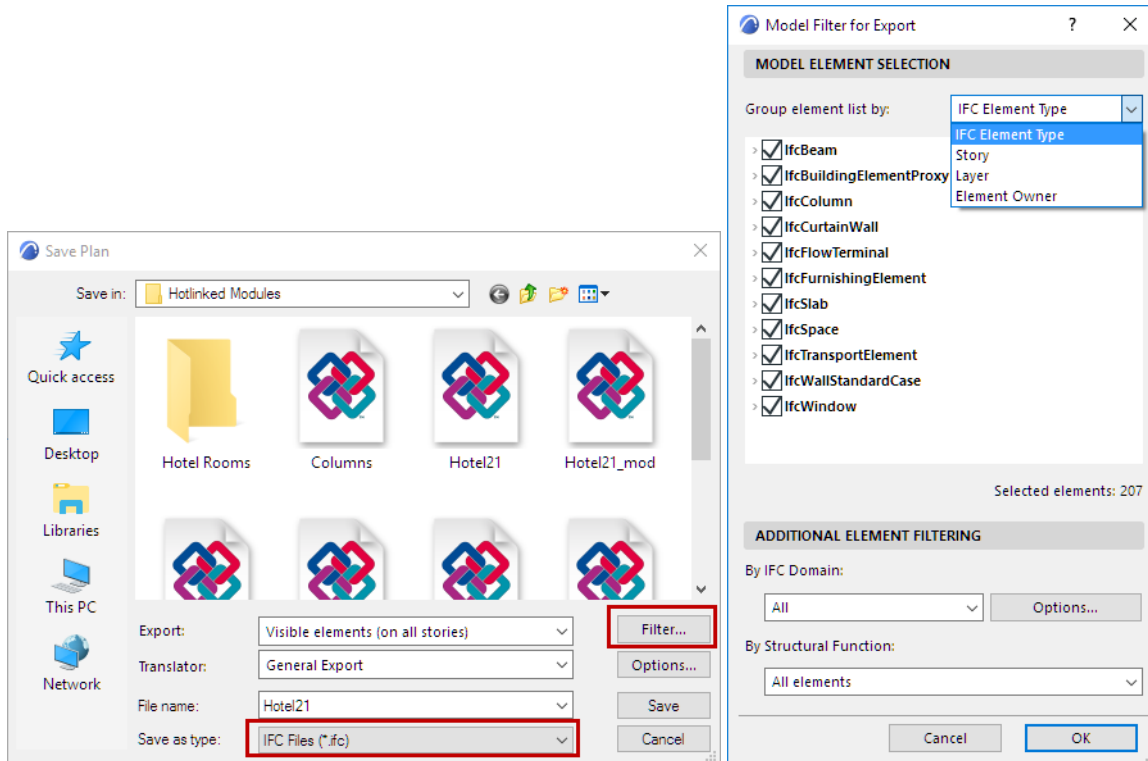 Save Plan
Save in:
Hotlinked Modules
Quick access
Desktop
Libraries
This PC
Network
Hotel Rooms
Columns
Hotel21
Hotel21_mod
Export:
Visible elements (on all stories)
Filter...
Translator:
General Export
Options...
File name:
Hotel21
Save
Save as type:
IFC Files (*.ifc)
Cancel
Model Filter for Export
?
MODEL ELEMENT SELECTION
Group element list by:
IFC Element Type
IFC Element Type
Story
Layer
Element Owner
IfcBeam
IfcBuildingElementProxy
IfcColumn
IfcCurtainWall
IfcFlowTerminal
IfcFurnishingElement
IfcSlab
IfcSpace
IfcTransportElement
IfcWallStandardCase
IfcWindow
Selected elements: 207
ADDITIONAL ELEMENT FILTERING
By IFC Domain:
All
Options...
By Structural Function:
All elements
Cancel
OK